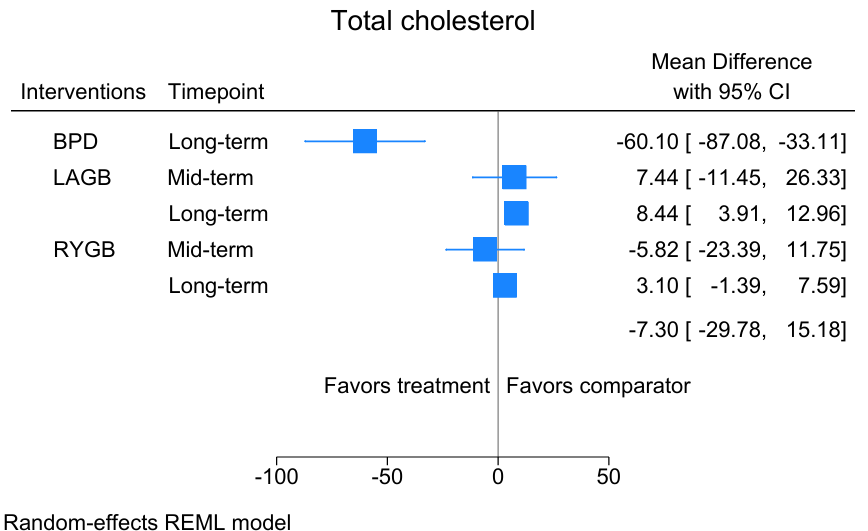 Total cholesterol
Mean Difference
Interventions Timepoint with 95% CI
BPD Long-term -60.10 [ -87.08, -33.11]
LAGB Mid-term 7.44 [ -11.45, 26.33]
Long-term 8.44 [ 3.91, 12.96]
RYGB Mid-term -5.82 [ -23.39, 11.75]
Long-term 3.10 [ -1.39, 7.59]
-7.30 [ -29.78, 15.18]
Favors treatment Favors comparator
-100 -50 0 50
Random-effects REML model